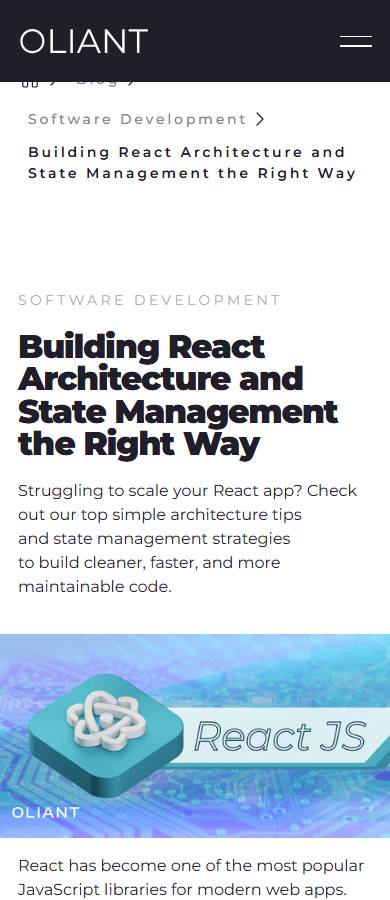 OLIANT
Blog
Software Development
Building React Architecture and
State Management the Right Way
SOFTWARE DEVELOPMENT
Building React
Architecture and
State Management
the Right Way
Struggling to scale your React app? Check
out our top simple architecture tips
and state management strategies
to build cleaner, faster, and more
maintainable code.
React JS
OLIANT
React has become one of the most popular
JavaScript libraries for modern web apps.